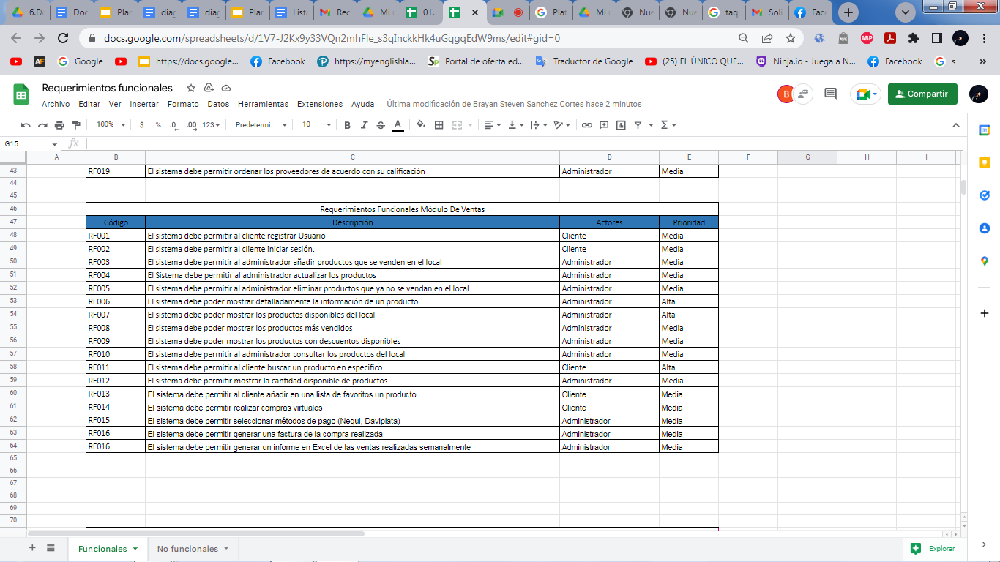 6.Do Doc Plar diag diag Plar List Rec Mi 01. Plat Mi Nue Nue taq Soli Fac
docs.google.com/spreadsheets/d/1V7-J2Kx9y33VQn2mhFle_s3qInckkHk4uGqgqEdW9ms/edit#gid=0
AF Google https://docs.google... Facebook https://myenglishla... Portal de oferta ed... Traductor de Google (25) EL ÚNICO QUE... Ninja.io - Juega a N... Facebook s »
Requerimientos funcionales
Archivo Editar Ver Insertar Formato Datos Herramientas Extensiones Ayuda Última modificación de Brayan Steven Sanchez Cortes hace 2 minutos
B Compartir
100% $ % .0 .00 123 Predetermi... 10 B I S A
G15 fx
A B C D E F G H I
43 RF019 El sistema debe permitir ordenar los proveedores de acuerdo con su calificación Administrador Media
44
45
46 Requerimientos Funcionales Módulo De Ventas
47 Código Descripción Actores Prioridad
48 RF001 El sistema debe permitir al cliente registrar Usuario Cliente Media
49 RF002 El sistema debe permitir al cliente iniciar sesión. Cliente Media
50 RF003 El sistema debe permitir al administrador añadir productos que se venden en el local Administrador Media
51 RF004 El Sistema debe permitir al administrador actualizar los productos Administrador Media
52 RF005 El sistema debe permitir al administrador eliminar productos que ya no se vendan en el local Administrador Media
53 RF006 El sistema debe poder mostrar detalladamente la información de un producto Administrador Alta
54 RF007 El sistema debe poder mostrar los productos disponibles del local Administrador Alta
55 RF008 El sistema debe poder mostrar los productos más vendidos Administrador Media
56 RF009 El sistema debe poder mostrar los productos con descuentos disponibles Administrador Media
57 RF010 El sistema debe permitir al administrador consultar los productos del local Administrador Media
58 RF011 El sistema debe permitir al cliente buscar un producto en especifico Cliente Alta
59 RF012 El sistema debe permitir mostrar la cantidad disponible de productos Administrador Media
60 RF013 El sistema debe permitir al cliente añadir en una lista de favoritos un producto Cliente Media
61 RF014 El sistema debe permitir realizar compras virtuales Cliente Media
62 RF015 El sistema debe permitir seleccionar métodos de pago (Nequi, Daviplata) Administrador Media
63 RF016 El sistema debe permitir generar una factura de la compra realizada Administrador Media
64 RF016 El sistema debe permitir generar un informe en Excel de las ventas realizadas semanalmente Administrador Media
65
66
67
68
69
70
Funcionales No funcionales Explorar